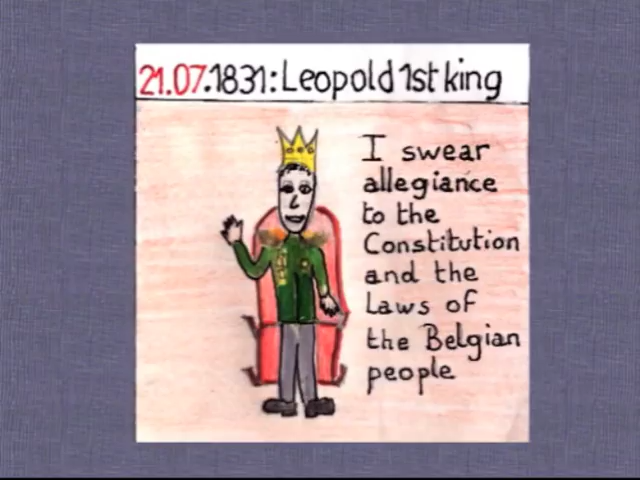 21.07.1831:Leopold 1st king
I swear
allegiance
to the
Constitution
and the
Laws of
the Belgian
people